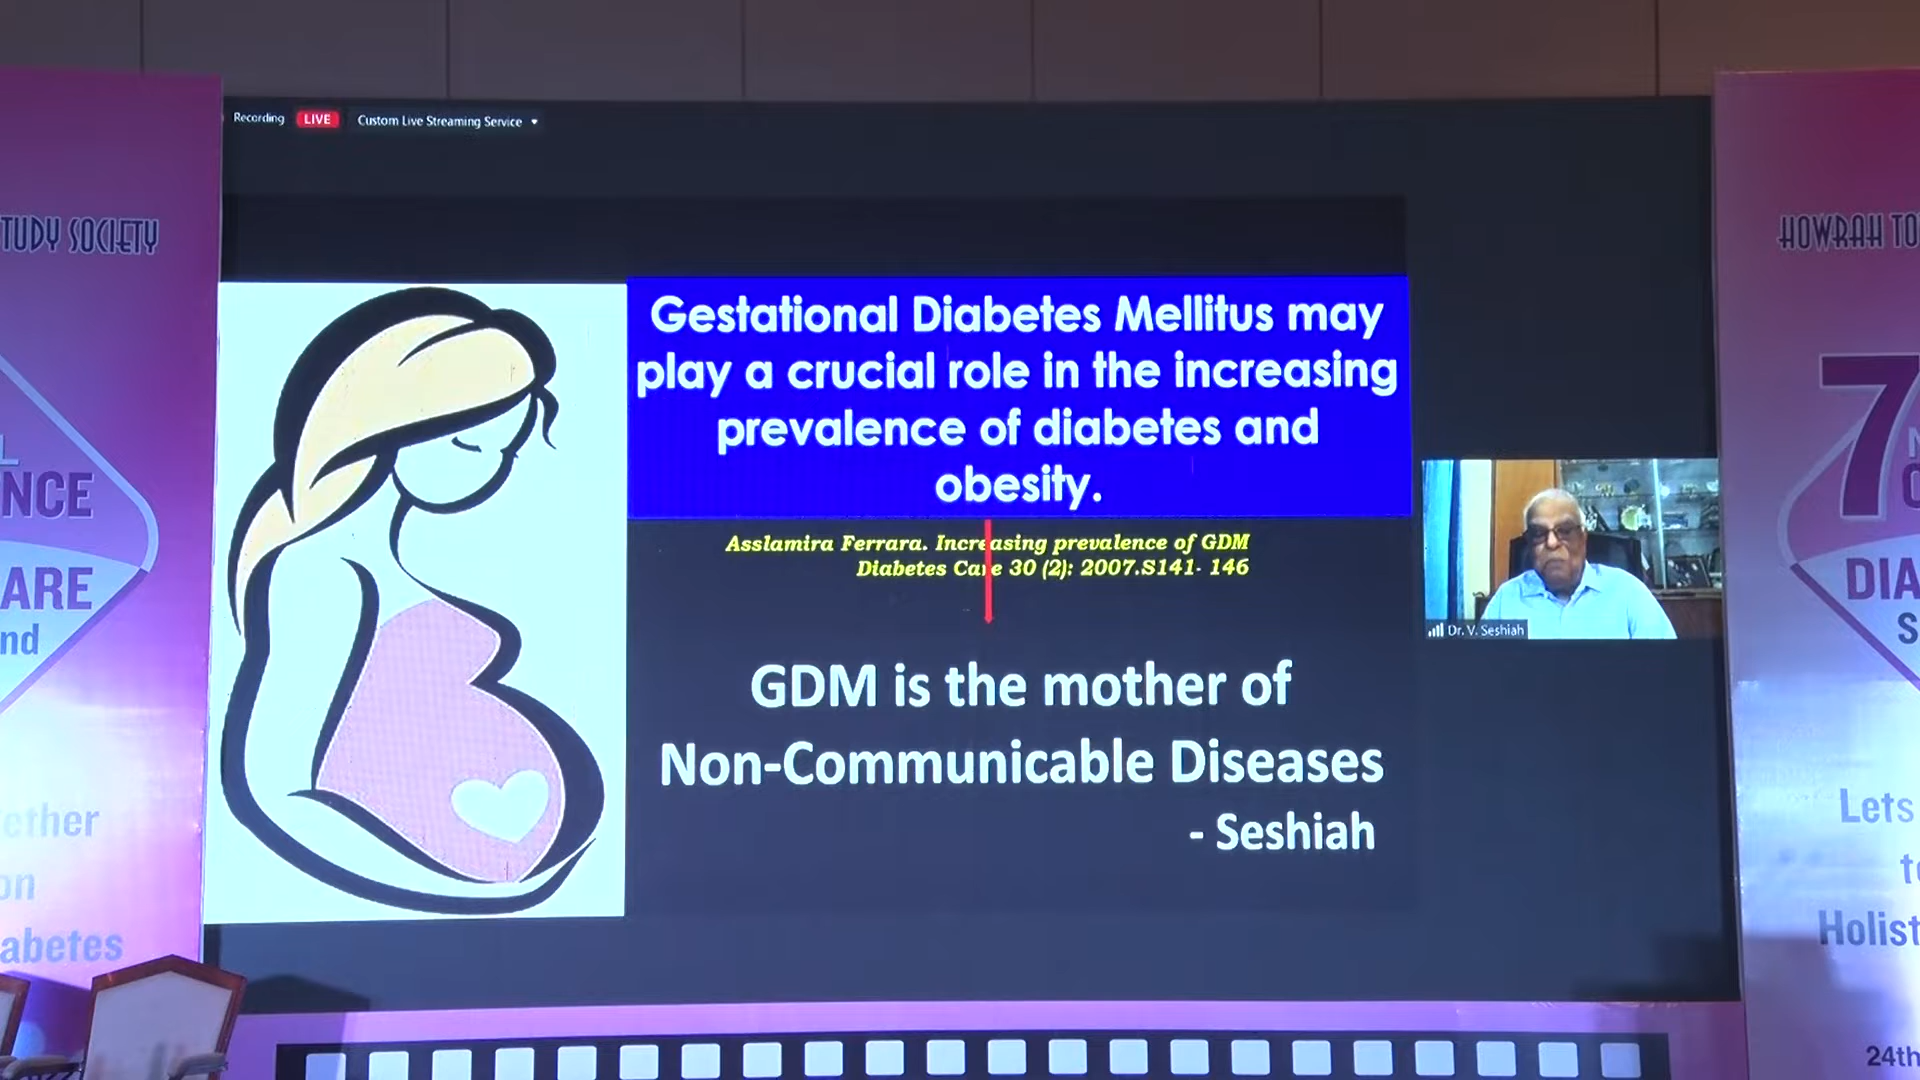 Recording LIVE Custom Live Streaming Service
TUDY SOCIETY
NCE
ARE
nd
ether
on
abetes
Gestational Diabetes Mellitus may
play a crucial role in the increasing
prevalence of diabetes and
obesity.
Asslamira Ferrara. Increasing prevalence of GDM
Diabetes Care 30 (2): 2007.S141- 146
GDM is the mother of
Non-Communicable Diseases
- Seshiah
Dr. V. Seshiah
HOWRAH TO
7
DIA
S
Lets
to
Holist
24th